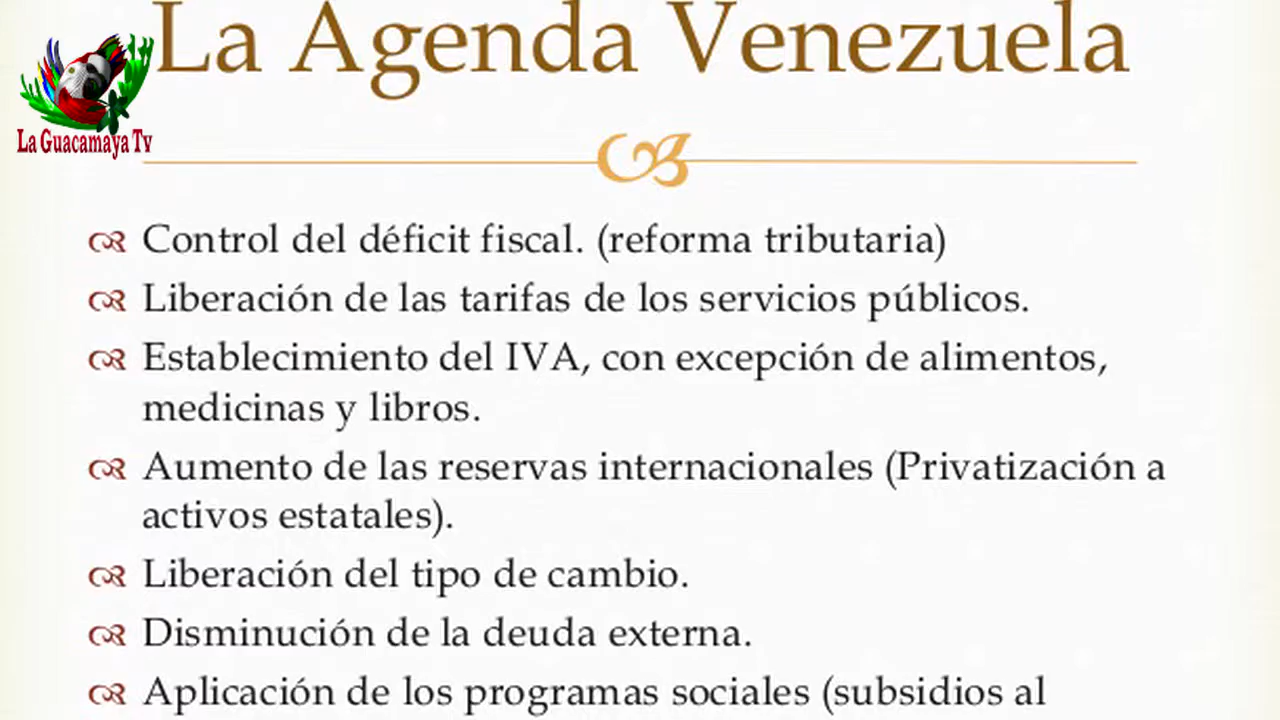 La Agenda Venezuela
La Guacamaya Tv
Control del déficit fiscal. (reforma tributaria)
Liberación de las tarifas de los servicios públicos.
Establecimiento del IVA, con excepción de alimentos,
medicinas y libros.
Aumento de las reservas internacionales (Privatización a
activos estatales).
Liberación del tipo de cambio.
Disminución de la deuda externa.
Aplicación de los programas sociales (subsidios al